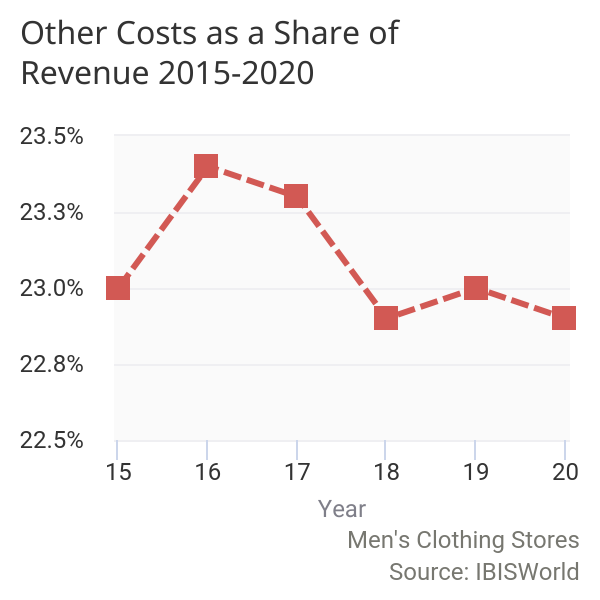 Other Costs as a Share of
Revenue 2015-2020
23.5%
23.3%
23.0%
22.8%
22.5%
15 16 17 18 19 20
Year
Men's Clothing Stores
Source: IBISWorld